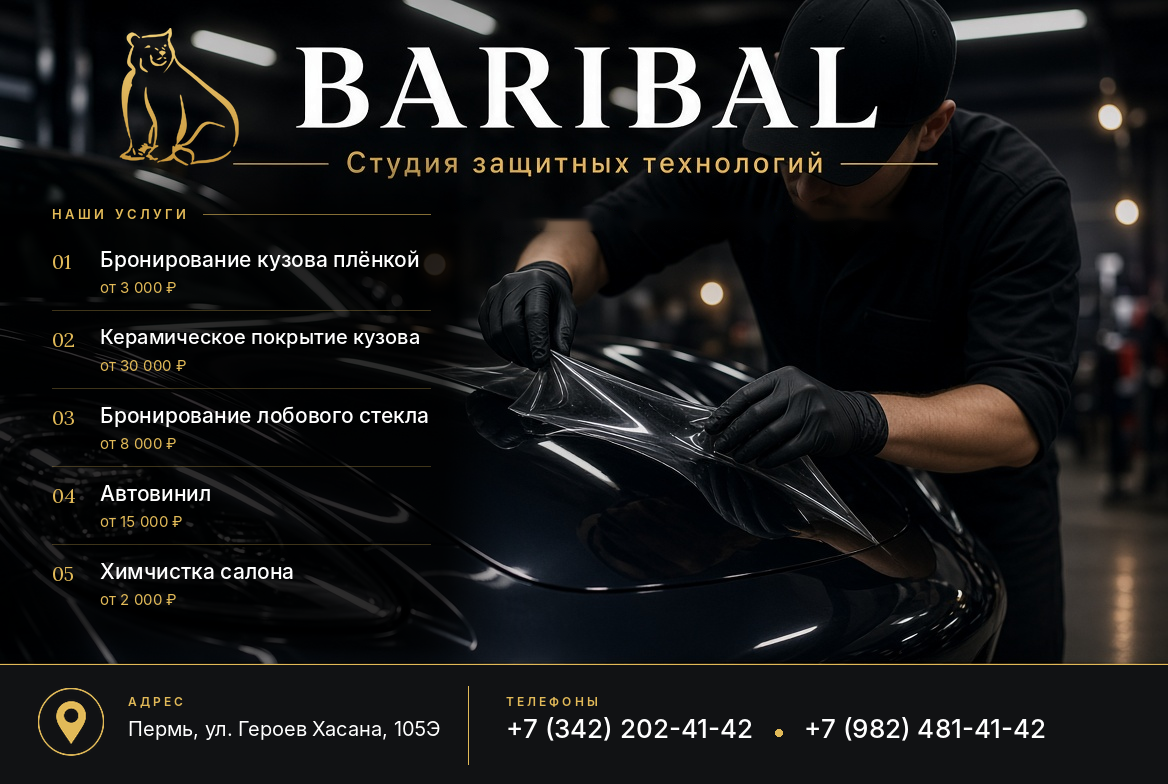 BARIBAL
Студия защитных технологий
НАШИ УСЛУГИ
01 Бронирование кузова плёнкой
от 3 000 ₽
02 Керамическое покрытие кузова
от 30 000 ₽
03 Бронирование лобового стекла
от 8 000 ₽
04 Автовинил
от 15 000 ₽
05 Химчистка салона
от 2 000 ₽
АДРЕС
Пермь, ул. Героев Хасана, 105Э
ТЕЛЕФОНЫ
+7 (342) 202-41-42 • +7 (982) 481-41-42